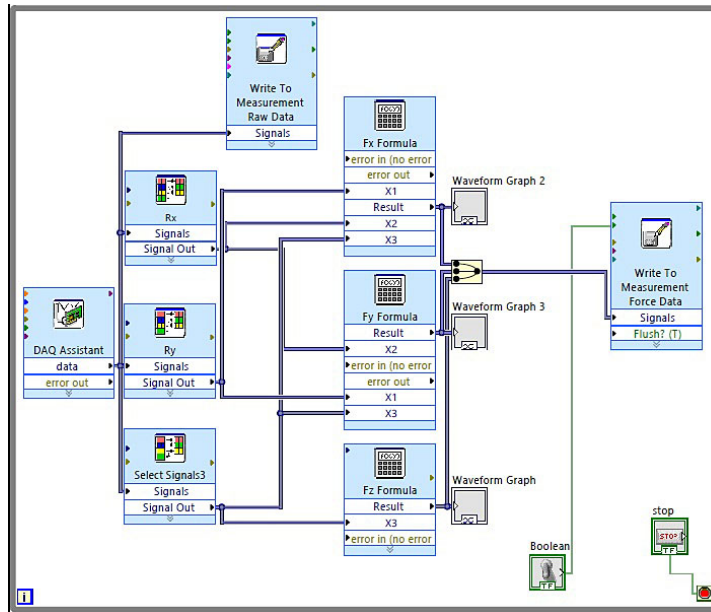 Write To
Measurement
Raw Data
Signals
Rx
Signals
Signal Out
DAQ Assistant
data
error out
Ry
Signals
Signal Out
Select Signals3
Signals
Signal Out
Fx Formula
error in (no error
error out
X1
Result
X2
X3
Fy Formula
Result
X2
error in (no error
error out
X1
X3
Fz Formula
Result
X3
error in (no error
Waveform Graph 2
Waveform Graph 3
Waveform Graph
Write To
Measurement
Force Data
Signals
Flush? (T)
Boolean
TF
stop
STOP
TF
i